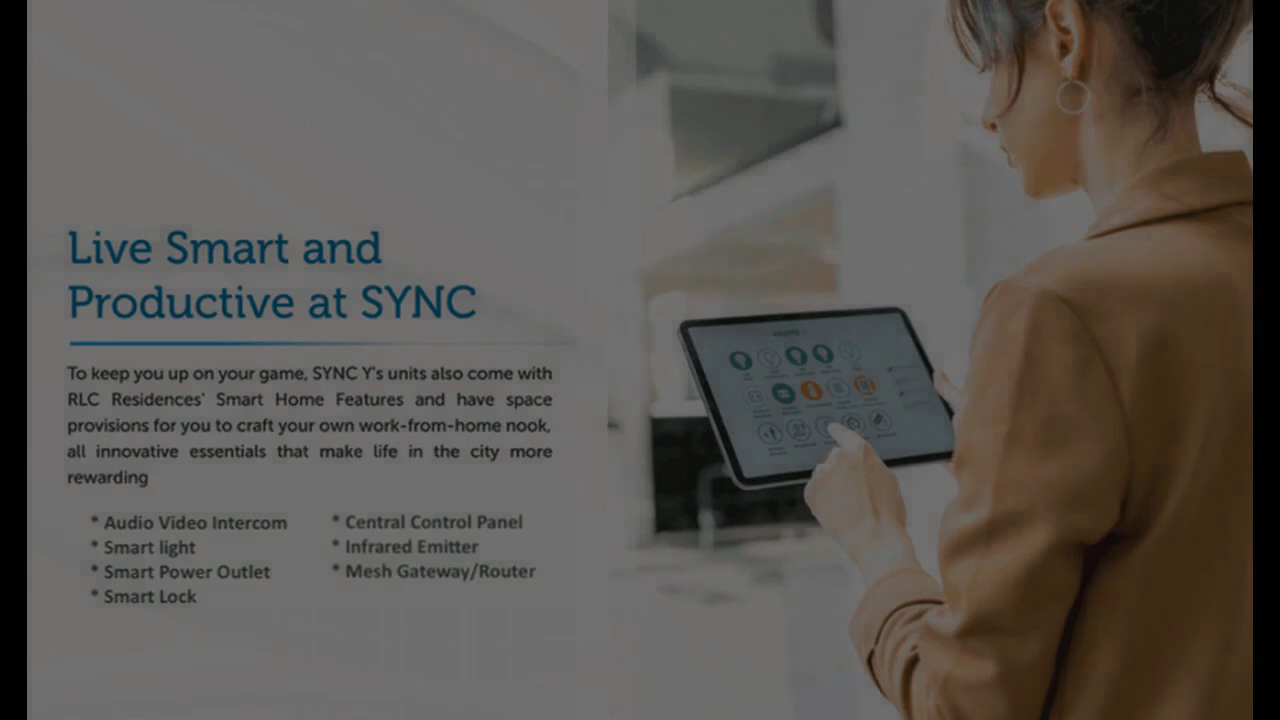 Live Smart and
Productive at SYNC
To keep you up on your game, SYNC Y's units also come with
RLC Residences' Smart Home Features and have space
provisions for you to craft your own work-from-home nook,
all innovative essentials that make life in the city more
rewarding
* Audio Video Intercom
* Smart light
* Smart Power Outlet
* Smart Lock
* Central Control Panel
* Infrared Emitter
* Mesh Gateway/Router